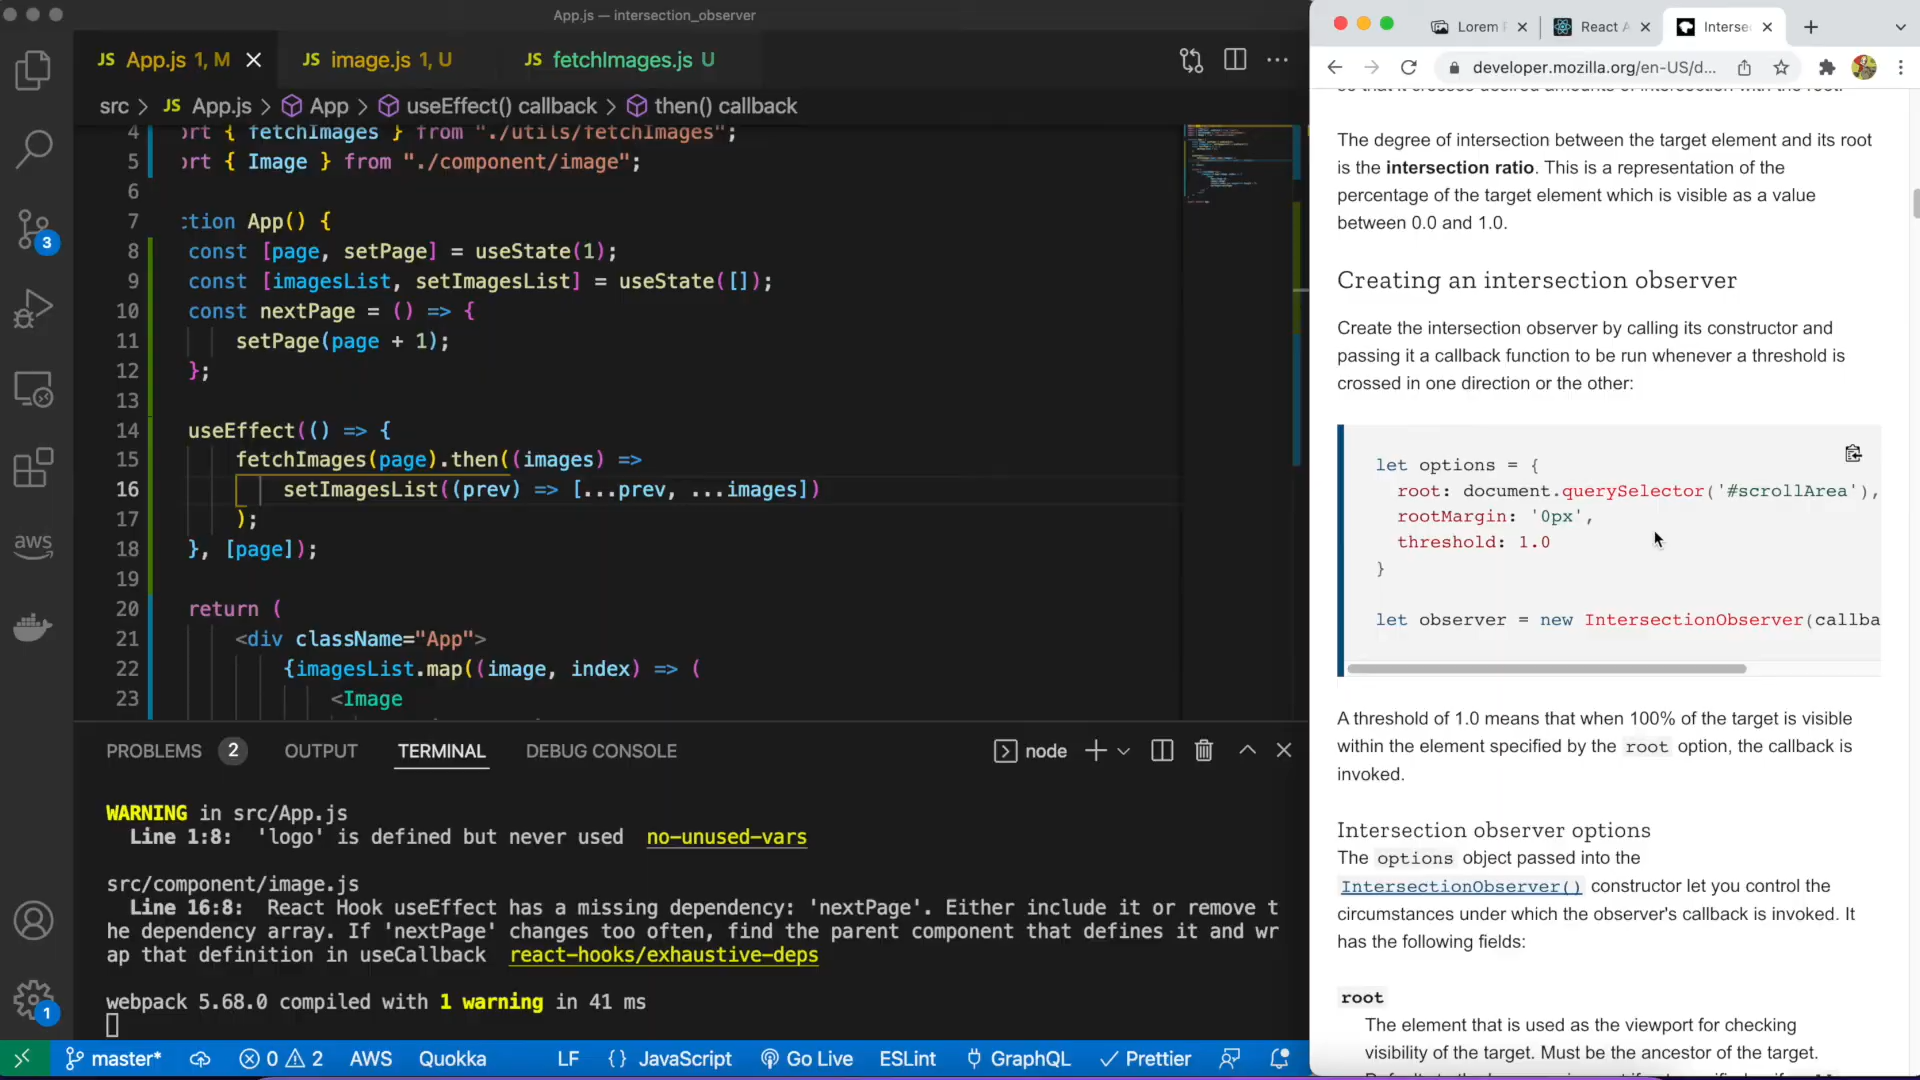 App.js — intersection_observer
JS App.js 1, M
JS image.js 1, U
JS fetchImages.js U
src > JS App.js > App > useEffect() callback > then() callback
4 ort { fetchImages } from "./utils/fetchImages";
5 ort { Image } from "./component/image";
6
7 ction App() {
8 const [page, setPage] = useState(1);
9 const [imagesList, setImagesList] = useState([]);
10 const nextPage = () => {
11 setPage(page + 1);
12 };
13
14 useEffect(() => {
15 fetchImages(page).then((images) =>
16 setImagesList((prev) => [...prev, ...images])
17 );
18 }, [page]);
19
20 return (
21 <div className="App">
22 {imagesList.map((image, index) => (
23 <Image
3
1
PROBLEMS 2 OUTPUT TERMINAL DEBUG CONSOLE
node
WARNING in src/App.js
Line 1:8: 'logo' is defined but never used no-unused-vars
src/component/image.js
Line 16:8: React Hook useEffect has a missing dependency: 'nextPage'. Either include it or remove t
he dependency array. If 'nextPage' changes too often, find the parent component that defines it and wr
ap that definition in useCallback react-hooks/exhaustive-deps
webpack 5.68.0 compiled with 1 warning in 41 ms
aws
master* 0 2 AWS Quokka LF {} JavaScript Go Live ESLint GraphQL Prettier
Lorem
React A
Interse
developer.mozilla.org/en-US/d...
so that it crosses desired amounts of intersection with the root.
The degree of intersection between the target element and its root
is the intersection ratio. This is a representation of the
percentage of the target element which is visible as a value
between 0.0 and 1.0.
Creating an intersection observer
Create the intersection observer by calling its constructor and
passing it a callback function to be run whenever a threshold is
crossed in one direction or the other:
let options = {
root: document.querySelector('#scrollArea'),
rootMargin: '0px',
threshold: 1.0
}
let observer = new IntersectionObserver(callba
A threshold of 1.0 means that when 100% of the target is visible
within the element specified by the root option, the callback is
invoked.
Intersection observer options
The options object passed into the
IntersectionObserver() constructor let you control the
circumstances under which the observer's callback is invoked. It
has the following fields:
root
The element that is used as the viewport for checking
visibility of the target. Must be the ancestor of the target.